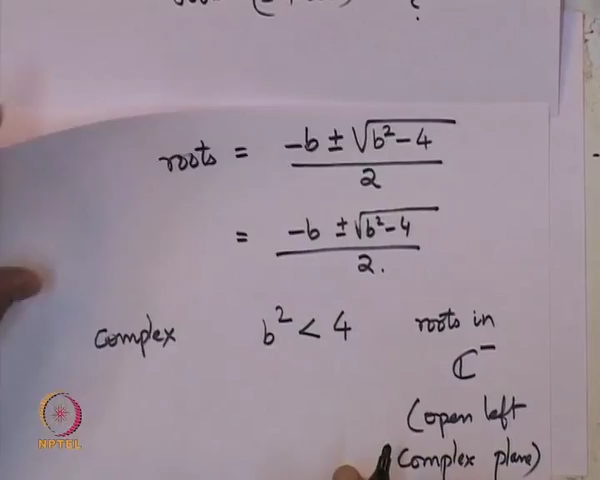 roots = -b ± √b² - 4 / 2
= -b ± √b² - 4 / 2.
Complex b² < 4 roots in
ℂ⁻
(open left
complex plane)
NPTEL